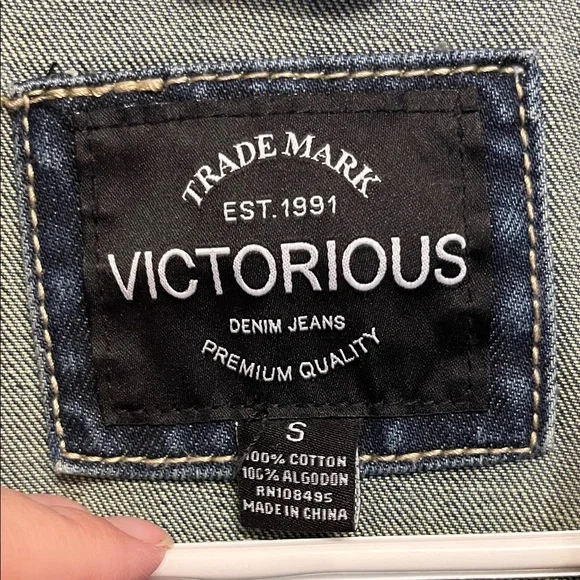 TRADE MARK
EST.1991
VICTORIOUS
DENIM JEANS
PREMIUM QUALITY
S
100% COTTON
100% ALGODON
RN108495
MADE IN CHINA